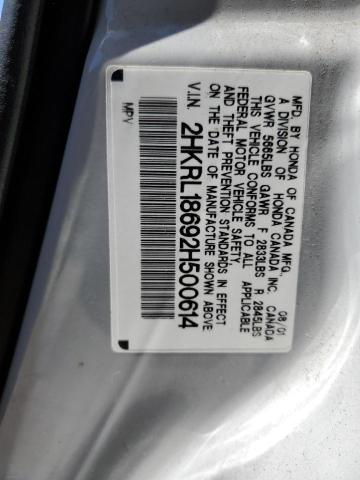 MFD. BY HONDA OF CANADA MFG.,
A DIVISION OF HONDA CANADA INC., CANADA 08/01
GVWR 5665LBS GAWR F 2833LBS R 2845LBS
THIS VEHICLE CONFORMS TO ALL APPLICABLE
FEDERAL MOTOR VEHICLE SAFETY
AND THEFT PREVENTION STANDARDS IN EFFECT
ON THE DATE OF MANUFACTURE SHOWN ABOVE.
V.I.N. 2HKRL18692H500614
MPV